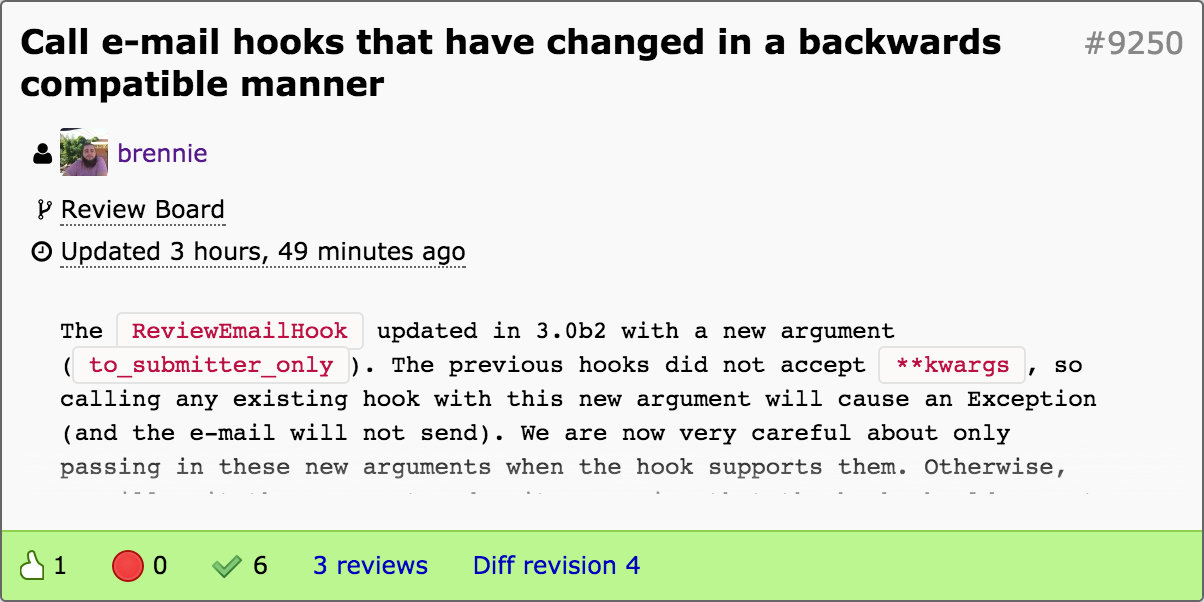 Call e-mail hooks that have changed in a backwards #9250
compatible manner
brennie
Review Board
Updated 3 hours, 49 minutes ago
The ReviewEmailHook updated in 3.0b2 with a new argument
(to_submitter_only). The previous hooks did not accept **kwargs, so
calling any existing hook with this new argument will cause an Exception
(and the e-mail will not send). We are now very careful about only
passing in these new arguments when the hook supports them. Otherwise,
1 0 6 3 reviews Diff revision 4